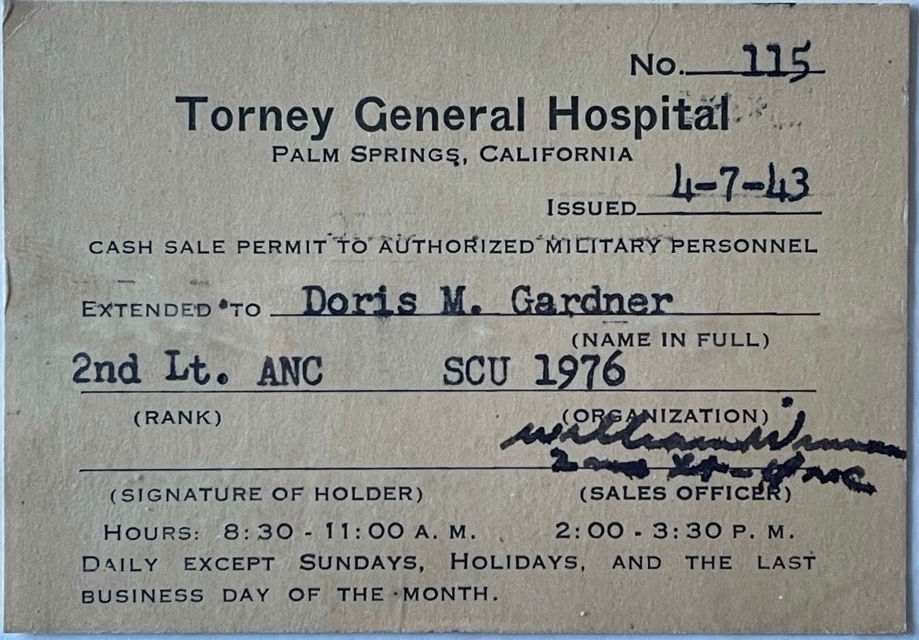 No. 115
Torney General Hospital
PALM SPRINGS, CALIFORNIA
ISSUED 4-7-43
CASH SALE PERMIT TO AUTHORIZED MILITARY PERSONNEL
EXTENDED TO Doris M. Gardner
(NAME IN FULL)
2nd Lt. ANC SCU 1976
(RANK) (ORGANIZATION)
William
2nd Lt
(SIGNATURE OF HOLDER) (SALES OFFICER)
HOURS: 8:30 - 11:00 A. M. 2:00 - 3:30 P. M.
DAILY EXCEPT SUNDAYS, HOLIDAYS, AND THE LAST
BUSINESS DAY OF THE MONTH.